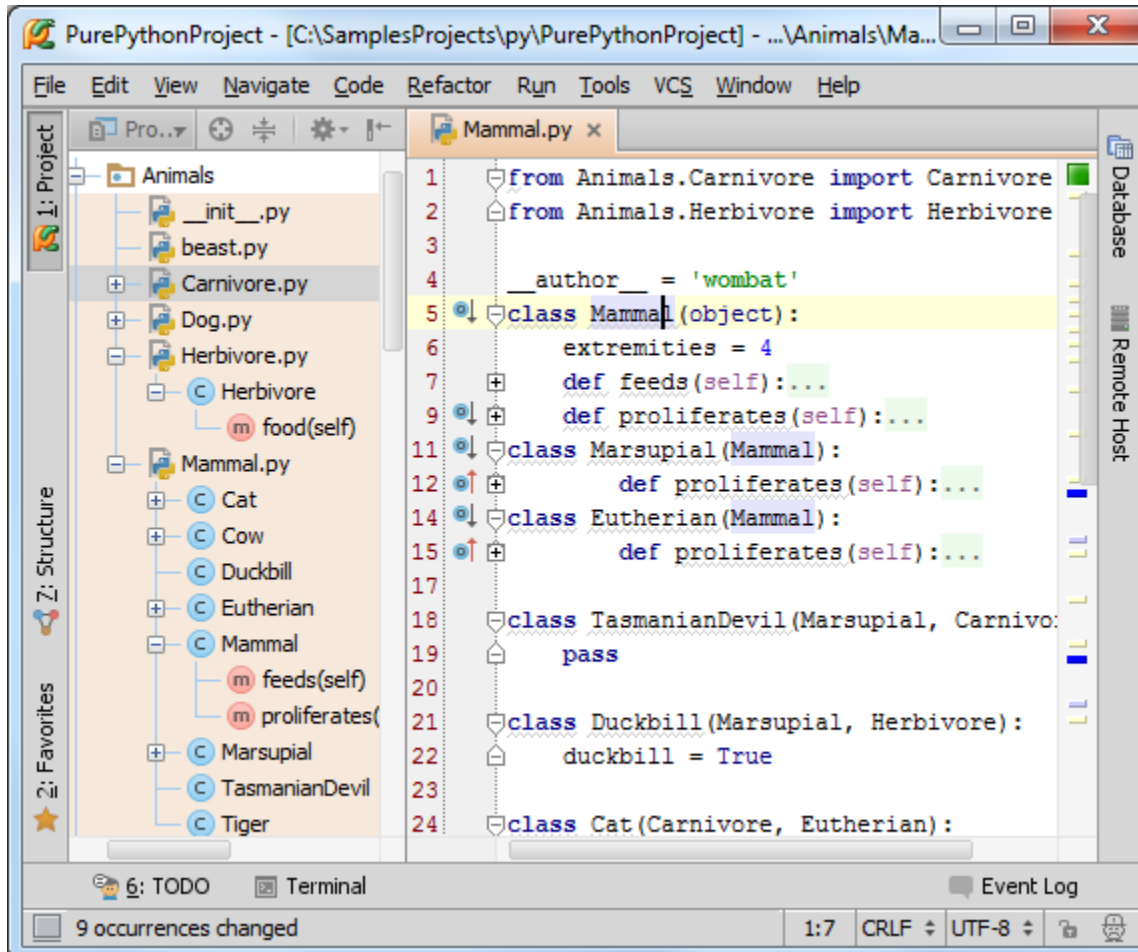 PurePythonProject - [C:\SamplesProjects\py\PurePythonProject] - ...\Animals\Ma...
File Edit View Navigate Code Refactor Run Tools VCS Window Help
1: Project
Z: Structure
2: Favorites
Pro..
Animals
__init__.py
beast.py
Carnivore.py
Dog.py
Herbivore.py
Herbivore
food(self)
Mammal.py
Cat
Cow
Duckbill
Eutherian
Mammal
feeds(self)
proliferates(
Marsupial
TasmanianDevil
Tiger
Mammal.py
1 from Animals.Carnivore import Carnivore
2 from Animals.Herbivore import Herbivore
3
4 __author__ = 'wombat'
5 class Mammal(object):
6 extremities = 4
7 def feeds(self):...
9 def proliferates(self):...
11 class Marsupial(Mammal):
12 def proliferates(self):...
14 class Eutherian(Mammal):
15 def proliferates(self):...
17
18 class TasmanianDevil(Marsupial, Carnivo
19 pass
20
21 class Duckbill(Marsupial, Herbivore):
22 duckbill = True
23
24 class Cat(Carnivore, Eutherian):
Database
Remote Host
6: TODO Terminal Event Log
9 occurrences changed 1:7 CRLF UTF-8